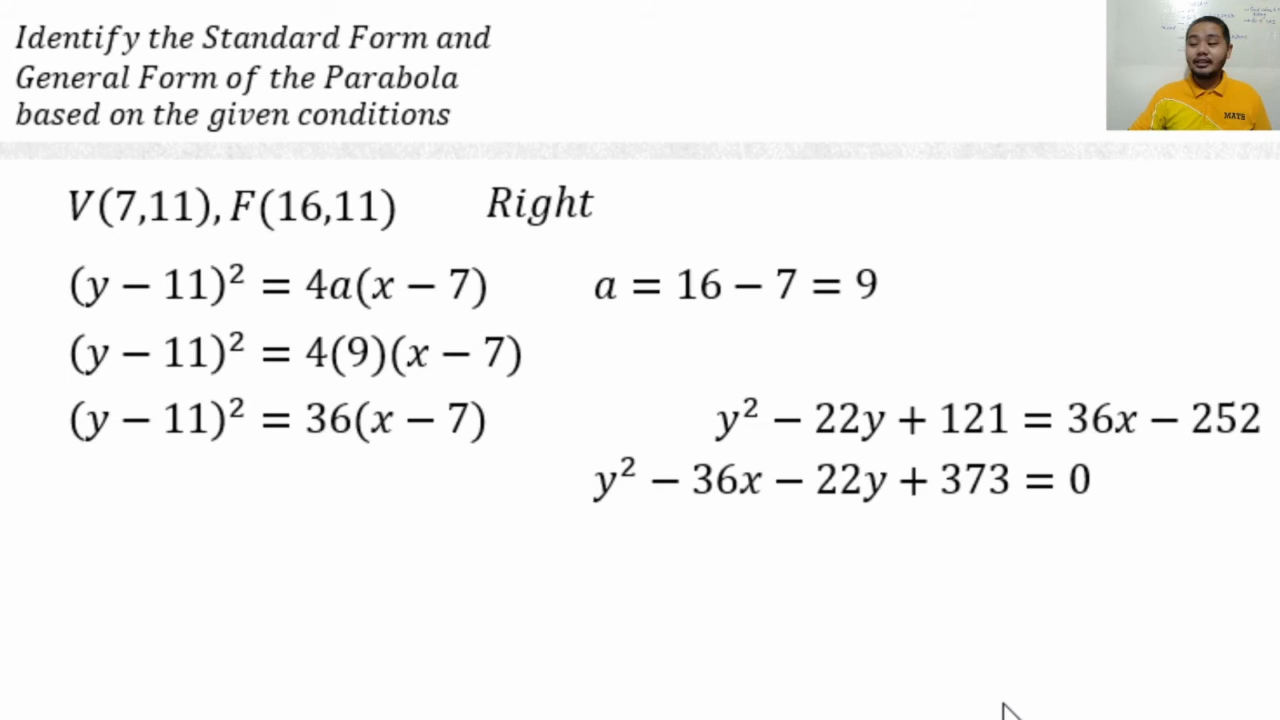 Identify the Standard Form and
General Form of the Parabola
based on the given conditions
MATH
V(7,11), F(16,11) Right
(y − 11)² = 4a(x − 7) a = 16 − 7 = 9
(y − 11)² = 4(9)(x − 7)
(y − 11)² = 36(x − 7) y² − 22y + 121 = 36x − 252
y² − 36x − 22y + 373 = 0